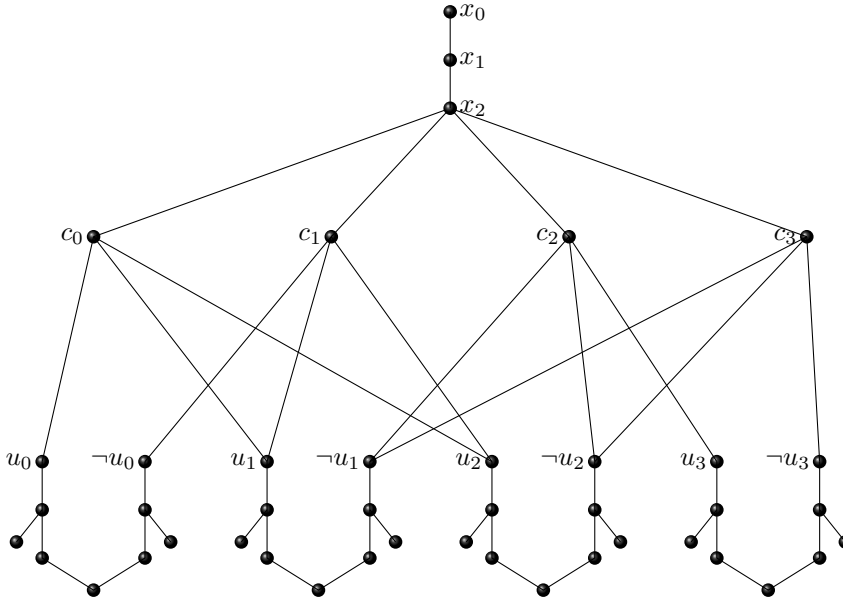 x₀
x₁
x₂
c₀ c₁ c₂ c₃
u₀ ¬u₀ u₁ ¬u₁ u₂ ¬u₂ u₃ ¬u₃